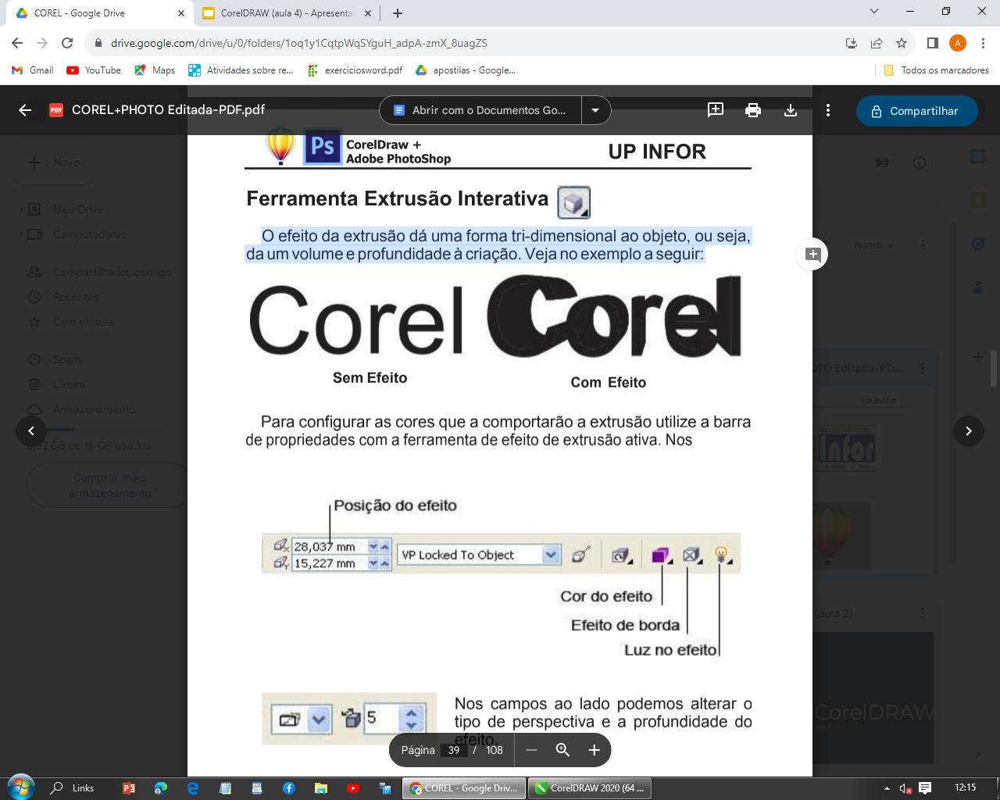 COREL - Google Drive
CorelDRAW (aula 4) - Apresenta
drive.google.com/drive/u/0/folders/1oq1y1CqtpWqSYguH_adpA-zmX_8uagZS
A
Gmail
YouTube
Maps
Atividades sobre re...
exerciciosword.pdf
apostilas - Google...
Todos os marcadores
PDF
COREL+PHOTO Editada-PDF.pdf
Abrir com o Documentos Go...
Compartilhar
Novo
Meu Drive
Computadores
Compartilhados comigo
Recentes
Com estrela
Spam
Lixeira
Armazenamento
GB de 15 GB usados
Comprar mais
armazenamento
Nome
OTO Editada-PD...
UP INFOR
Infor
(aula 2)
CorelDRAW
Ps
CorelDraw +
Adobe PhotoShop
UP INFOR
Ferramenta Extrusão Interativa
O efeito da extrusão dá uma forma tri-dimensional ao objeto, ou seja,
da um volume e profundidade à criação. Veja no exemplo a seguir:
Corel
Corel
Sem Efeito
Com Efeito
Para configurar as cores que a comportarão a extrusão utilize a barra
de propriedades com a ferramenta de efeito de extrusão ativa. Nos
Posição do efeito
28,037 mm
15,227 mm
VP Locked To Object
Cor do efeito
Efeito de borda
Luz no efeito
5
Nos campos ao lado podemos alterar o
tipo de perspectiva e a profundidade do
efeito.
Página 39 / 108
Links
COREL - Google Driv...
CorelDRAW 2020 (64 ...
12:15